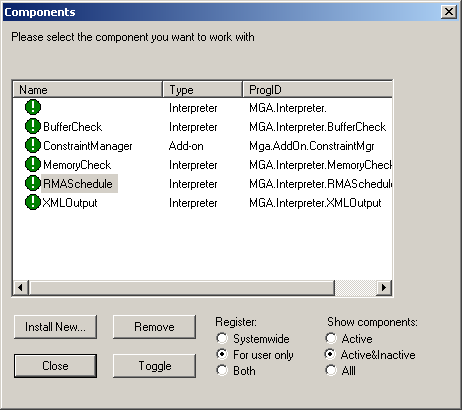 Components
Please select the component you want to work with
Name Type ProgID
Interpreter MGA.Interpreter.
BufferCheck Interpreter MGA.Interpreter.BufferCheck
ConstraintManager Add-on Mga.AddOn.ConstraintMgr
MemoryCheck Interpreter MGA.Interpreter.MemoryCheck
RMASchedule Interpreter MGA.Interpreter.RMASchedule
XMLOutput Interpreter MGA.Interpreter.XMLOutput
Install New... Remove Register: Show components:
Systemwide Active
For user only Active&Inactive
Close Toggle Both Alll